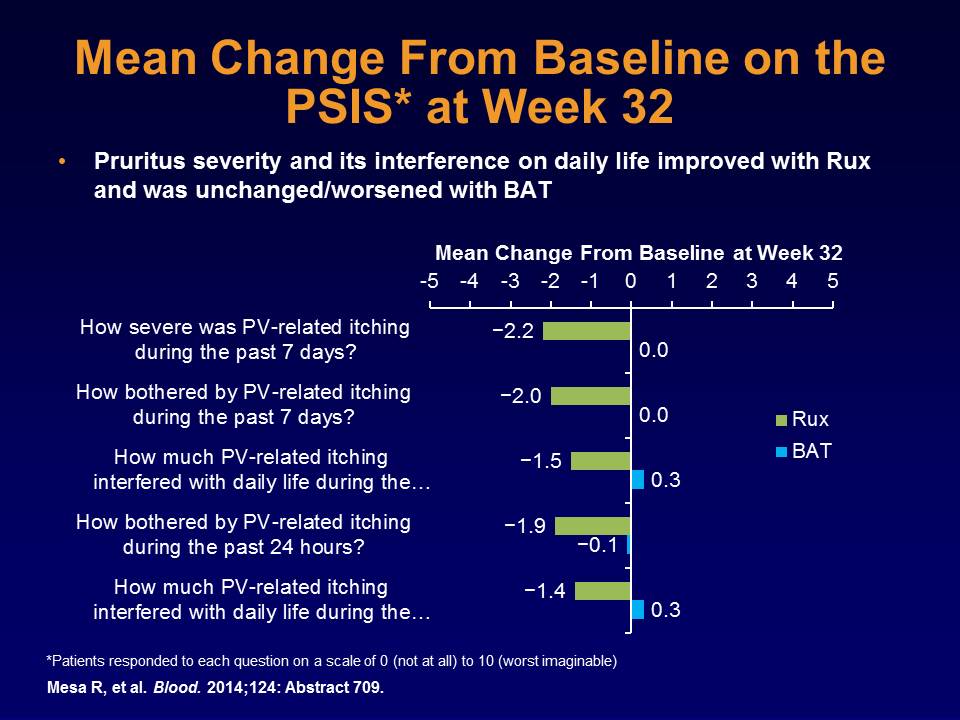 Mean Change From Baseline on the
PSIS* at Week 32
• Pruritus severity and its interference on daily life improved with Rux
and was unchanged/worsened with BAT
Mean Change From Baseline at Week 32
-5 -4 -3 -2 -1 0 1 2 3 4 5
How severe was PV-related itching
during the past 7 days?
−2.2
0.0
How bothered by PV-related itching
during the past 7 days?
−2.0
0.0
How much PV-related itching
interfered with daily life during the…
−1.5
0.3
How bothered by PV-related itching
during the past 24 hours?
−1.9
−0.1
How much PV-related itching
interfered with daily life during the…
−1.4
0.3
Rux
BAT
*Patients responded to each question on a scale of 0 (not at all) to 10 (worst imaginable)
Mesa R, et al. Blood. 2014;124: Abstract 709.